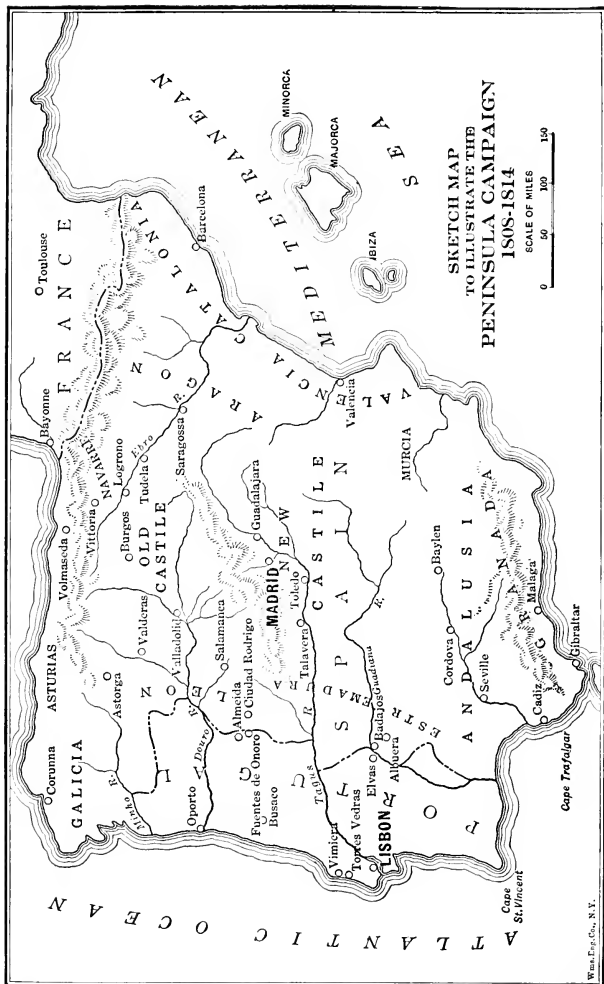 SKETCH MAP
TO ILLUSTRATE THE
PENINSULA CAMPAIGN
1808-1814
SCALE OF MILES
0 50 100 150
FRANCE
Toulouse
Bayonne
Corunna
GALICIA
ASTURIAS
Astorga
Valderas
Volmaseda
Vittoria
NAVARRE
Logrono
Tudela
Ebro R.
Burgos
OLD
CASTILE
Saragossa
ARAGON
CATALONIA
Barcelona
MEDITERRANEAN
SEA
MINORCA
MAJORCA
IBIZA
Minho R.
Oporto
Douro R.
Valladolid
LEON
Salamanca
Almeida
Ciudad Rodrigo
Fuentes de Onoro
Busaco
PORTUGAL
Vimiera
Torres Vedras
LISBON
Tagus
Guadalajara
MADRID
NEW
CASTILE
Toledo
Talavera
ESTREMADURA
SPAIN
VALENCIA
Valencia
Elvas
Badajos
Albuera
Guadiana R.
MURCIA
ANDALUSIA
Baylen
Cordova
Seville
GRANADA
Malaga
Cadiz
Gibraltar
Cape Trafalgar
Cape
St. Vincent
ATLANTIC OCEAN
Wms. Eng. Co., N.Y.